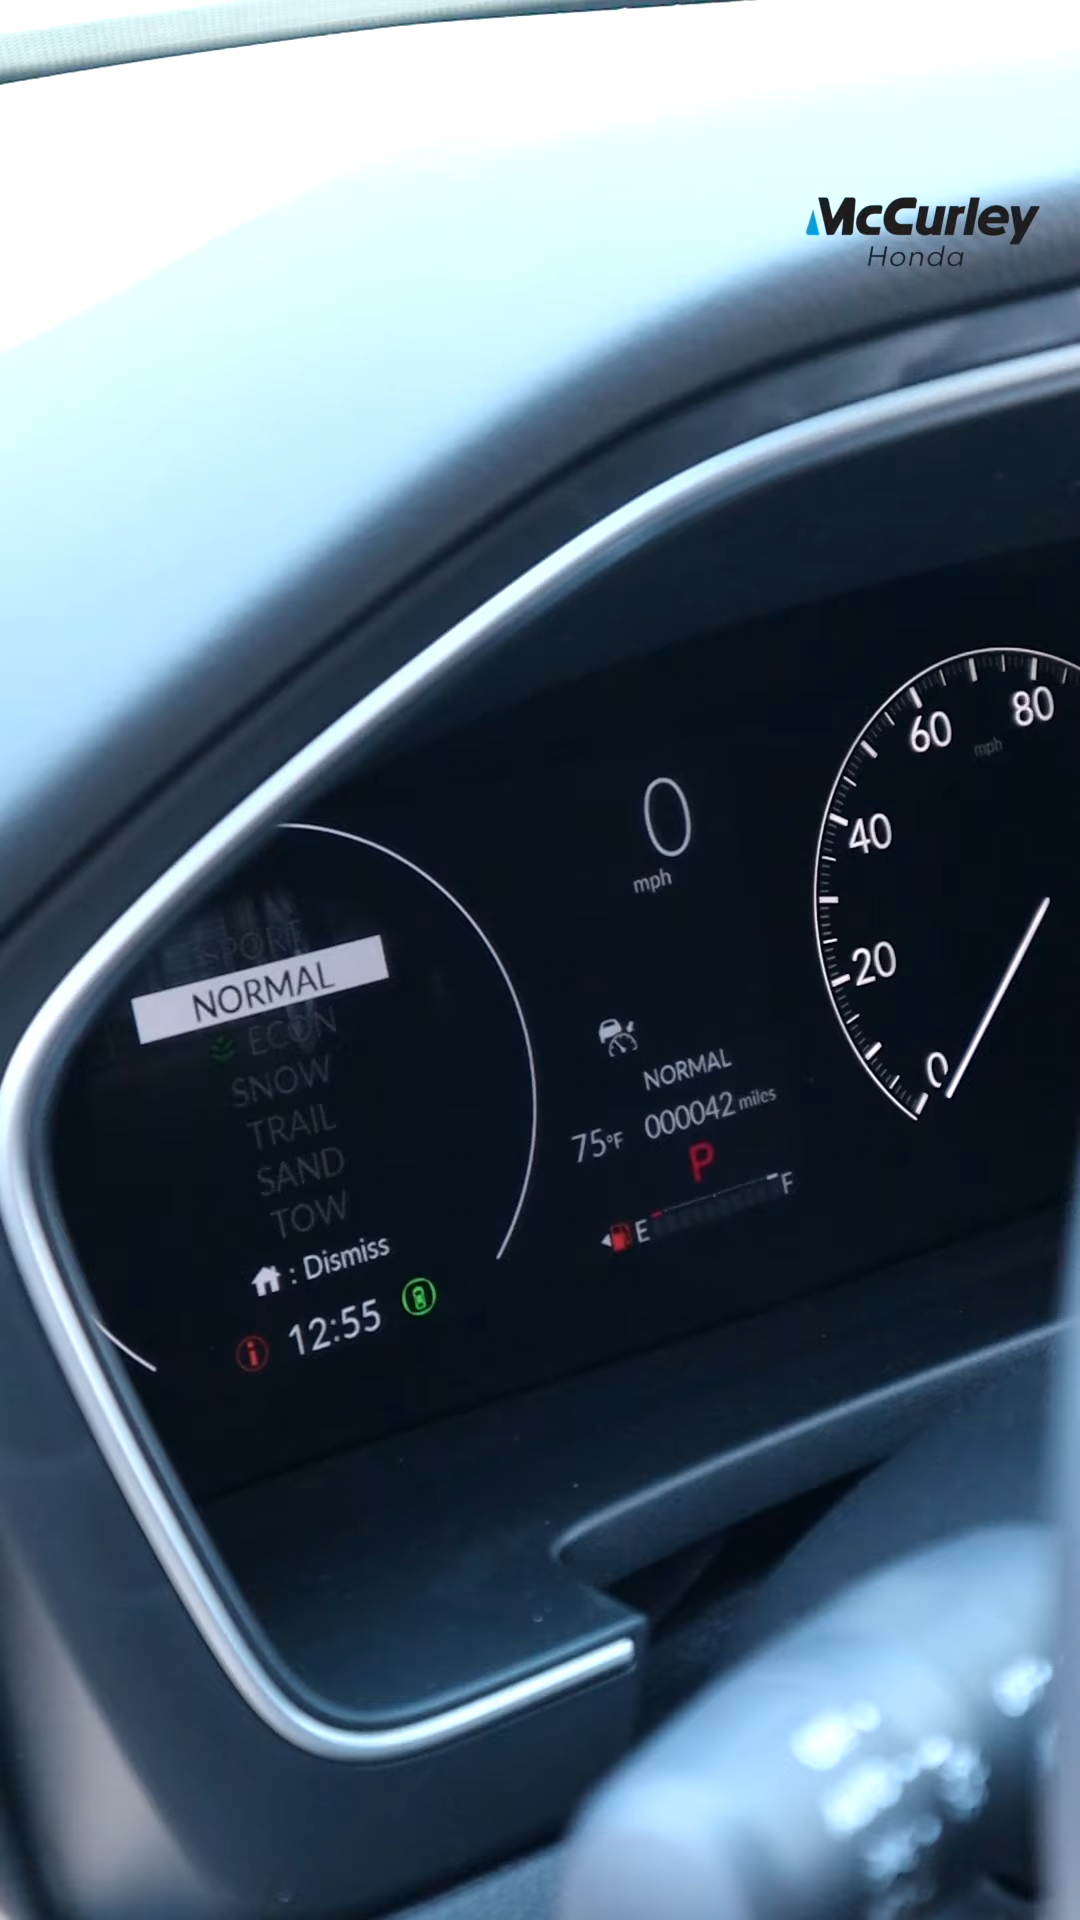 McCurley
Honda
80
60
mph
40
20
0
0
mph
SPORT
NORMAL
ECON
SNOW
TRAIL
SAND
TOW
: Dismiss
12:55
NORMAL
000042 miles
75°F
P
E
F